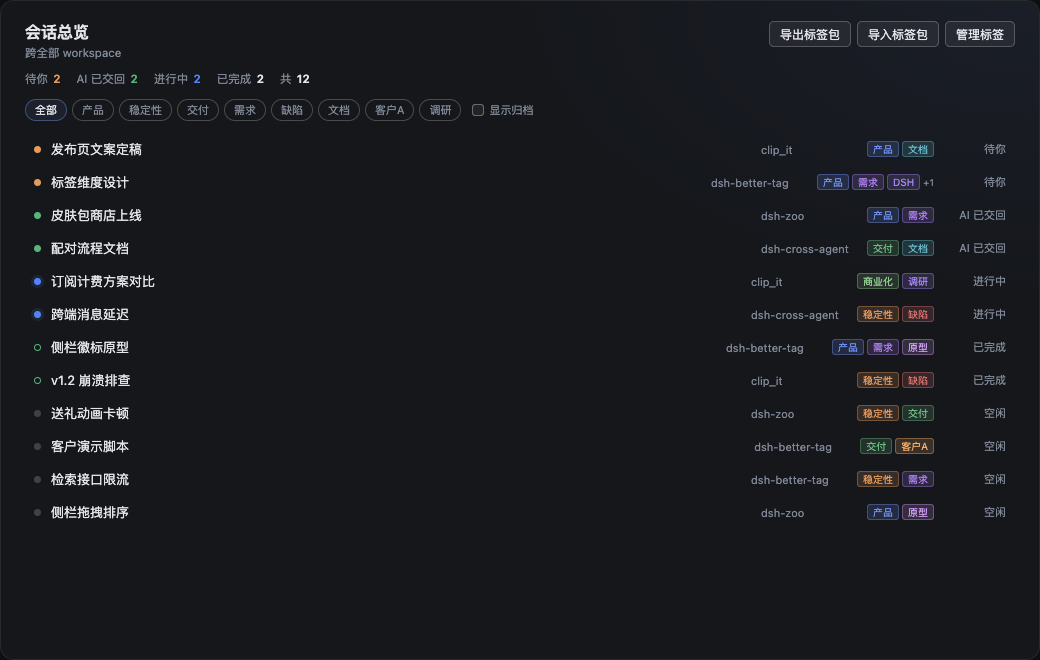 会话总览
导出标签包 导入标签包 管理标签
跨全部 workspace
待你 2 AI 已交回 2 进行中 2 已完成 2 共 12
全部 产品 稳定性 交付 需求 缺陷 文档 客户A 调研 显示归档
发布页文案定稿 clip_it 产品 文档 待你
标签维度设计 dsh-better-tag 产品 需求 DSH +1 待你
皮肤包商店上线 dsh-zoo 产品 需求 AI 已交回
配对流程文档 dsh-cross-agent 交付 文档 AI 已交回
订阅计费方案对比 clip_it 商业化 调研 进行中
跨端消息延迟 dsh-cross-agent 稳定性 缺陷 进行中
侧栏徽标原型 dsh-better-tag 产品 需求 原型 已完成
v1.2 崩溃排查 clip_it 稳定性 缺陷 已完成
送礼动画卡顿 dsh-zoo 稳定性 交付 空闲
客户演示脚本 dsh-better-tag 交付 客户A 空闲
检索接口限流 dsh-better-tag 稳定性 需求 空闲
侧栏拖拽排序 dsh-zoo 产品 原型 空闲